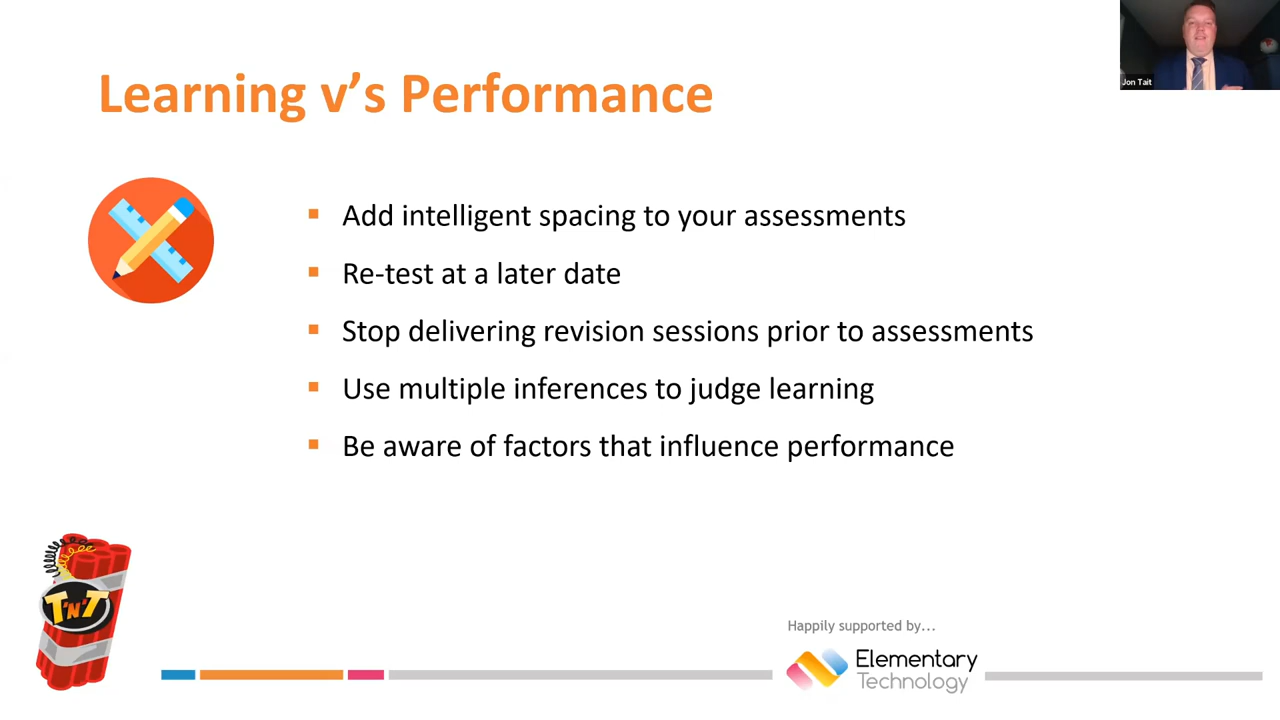 Jon Tait
Learning v's Performance
Add intelligent spacing to your assessments
Re-test at a later date
Stop delivering revision sessions prior to assessments
Use multiple inferences to judge learning
Be aware of factors that influence performance
T'N'T
Happily supported by...
Elementary
Technology